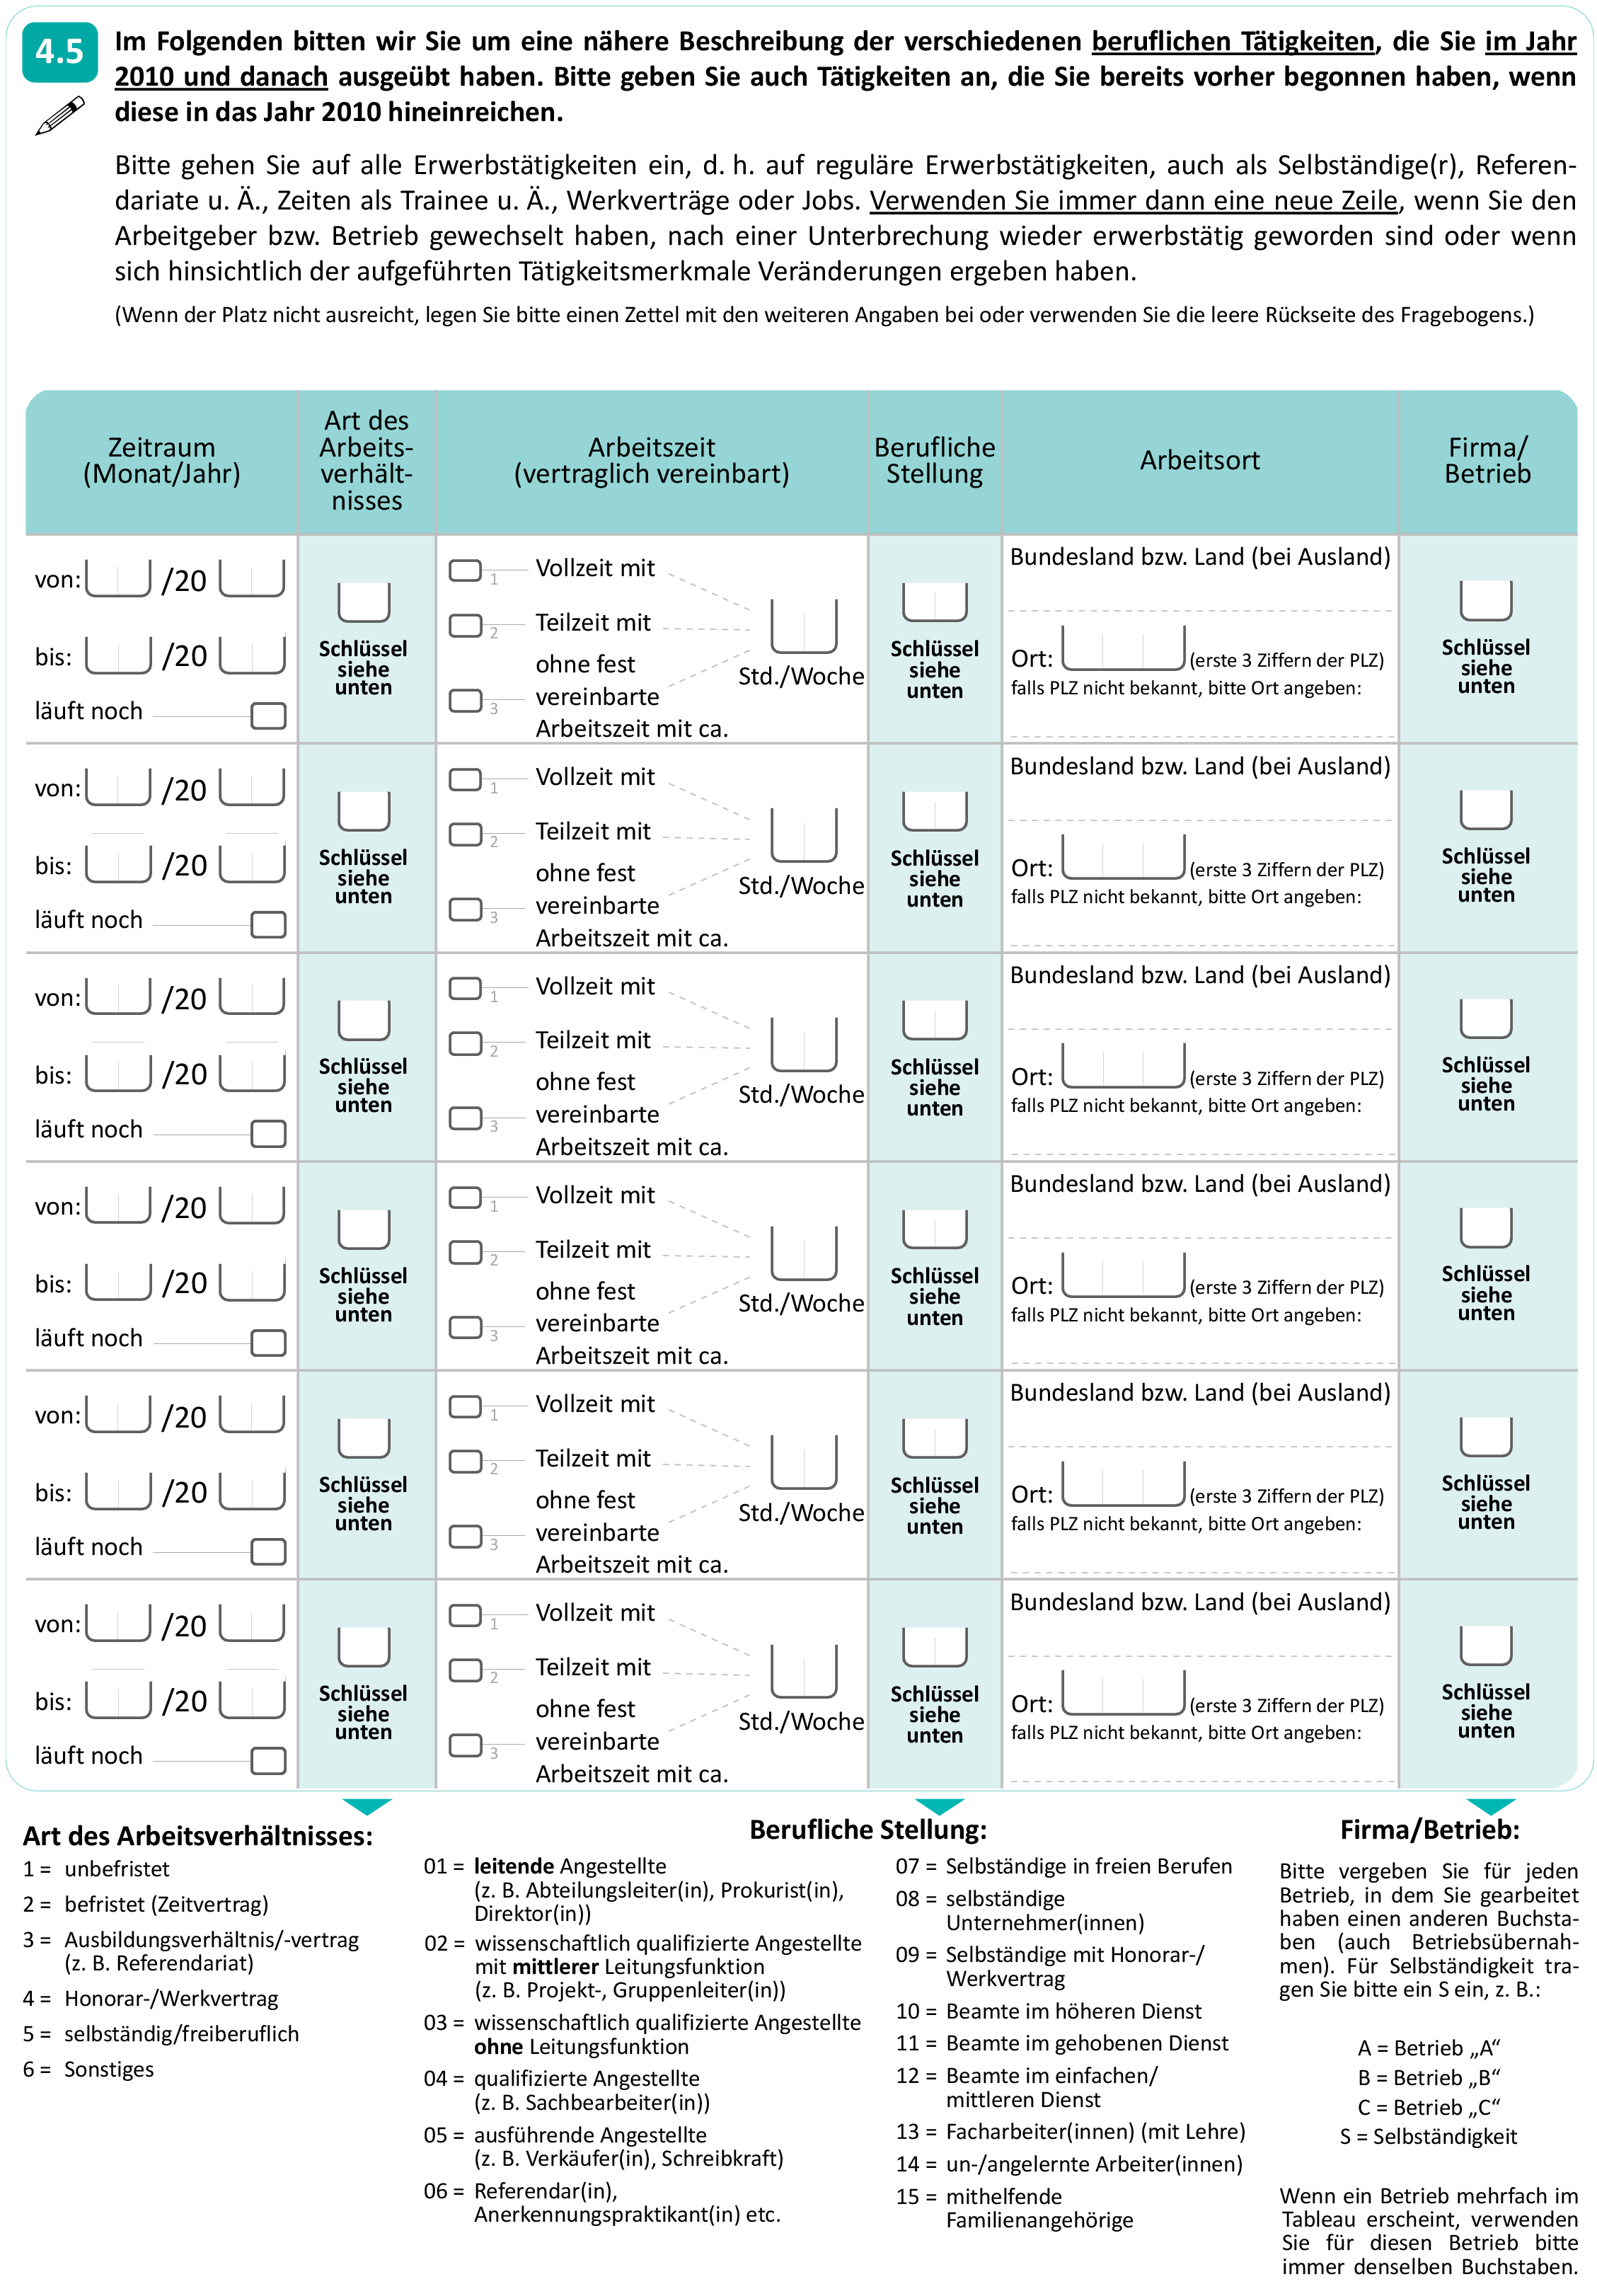 4.5
Im Folgenden bitten wir Sie um eine nähere Beschreibung der verschiedenen beruflichen Tätigkeiten, die Sie im Jahr
2010 und danach ausgeübt haben. Bitte geben Sie auch Tätigkeiten an, die Sie bereits vorher begonnen haben, wenn
diese in das Jahr 2010 hineinreichen.
Bitte gehen Sie auf alle Erwerbstätigkeiten ein, d. h. auf reguläre Erwerbstätigkeiten, auch als Selbständige(r), Referen-
dariate u. Ä., Zeiten als Trainee u. Ä., Werkverträge oder Jobs. Verwenden Sie immer dann eine neue Zeile, wenn Sie den
Arbeitgeber bzw. Betrieb gewechselt haben, nach einer Unterbrechung wieder erwerbstätig geworden sind oder wenn
sich hinsichtlich der aufgeführten Tätigkeitsmerkmale Veränderungen ergeben haben.
(Wenn der Platz nicht ausreicht, legen Sie bitte einen Zettel mit den weiteren Angaben bei oder verwenden Sie die leere Rückseite des Fragebogens.)
Zeitraum
(Monat/Jahr)
Art des
Arbeits-
verhält-
nisses
Arbeitszeit
(vertraglich vereinbart)
Berufliche
Stellung
Arbeitsort
Firma/
Betrieb
von: /20 /
bis: /20
läuft noch
Schlüssel
siehe
unten
1 Vollzeit mit
2 Teilzeit mit
3 ohne fest
vereinbarte
Arbeitszeit mit ca.
Std./Woche
Schlüssel
siehe
unten
Bundesland bzw. Land (bei Ausland)
Ort: (erste 3 Ziffern der PLZ)
falls PLZ nicht bekannt, bitte Ort angeben:
Schlüssel
siehe
unten
von: /20
bis: /20
läuft noch
Schlüssel
siehe
unten
1 Vollzeit mit
2 Teilzeit mit
3 ohne fest
vereinbarte
Arbeitszeit mit ca.
Std./Woche
Schlüssel
siehe
unten
Bundesland bzw. Land (bei Ausland)
Ort: (erste 3 Ziffern der PLZ)
falls PLZ nicht bekannt, bitte Ort angeben:
Schlüssel
siehe
unten
von: /20
bis: /20
läuft noch
Schlüssel
siehe
unten
1 Vollzeit mit
2 Teilzeit mit
3 ohne fest
vereinbarte
Arbeitszeit mit ca.
Std./Woche
Schlüssel
siehe
unten
Bundesland bzw. Land (bei Ausland)
Ort: (erste 3 Ziffern der PLZ)
falls PLZ nicht bekannt, bitte Ort angeben:
Schlüssel
siehe
unten
von: /20
bis: /20
läuft noch
Schlüssel
siehe
unten
1 Vollzeit mit
2 Teilzeit mit
3 ohne fest
vereinbarte
Arbeitszeit mit ca.
Std./Woche
Schlüssel
siehe
unten
Bundesland bzw. Land (bei Ausland)
Ort: (erste 3 Ziffern der PLZ)
falls PLZ nicht bekannt, bitte Ort angeben:
Schlüssel
siehe
unten
von: /20
bis: /20
läuft noch
Schlüssel
siehe
unten
1 Vollzeit mit
2 Teilzeit mit
3 ohne fest
vereinbarte
Arbeitszeit mit ca.
Std./Woche
Schlüssel
siehe
unten
Bundesland bzw. Land (bei Ausland)
Ort: (erste 3 Ziffern der PLZ)
falls PLZ nicht bekannt, bitte Ort angeben:
Schlüssel
siehe
unten
von: /20
bis: /20
läuft noch
Schlüssel
siehe
unten
1 Vollzeit mit
2 Teilzeit mit
3 ohne fest
vereinbarte
Arbeitszeit mit ca.
Std./Woche
Schlüssel
siehe
unten
Bundesland bzw. Land (bei Ausland)
Ort: (erste 3 Ziffern der PLZ)
falls PLZ nicht bekannt, bitte Ort angeben:
Schlüssel
siehe
unten
Art des Arbeitsverhältnisses:
1 = unbefristet
2 = befristet (Zeitvertrag)
3 = Ausbildungsverhältnis/-vertrag
(z. B. Referendariat)
4 = Honorar-/Werkvertrag
5 = selbständig/freiberuflich
6 = Sonstiges
Berufliche Stellung:
01 = leitende Angestellte
(z. B. Abteilungsleiter(in), Prokurist(in),
Direktor(in))
02 = wissenschaftlich qualifizierte Angestellte
mit mittlerer Leitungsfunktion
(z. B. Projekt-, Gruppenleiter(in))
03 = wissenschaftlich qualifizierte Angestellte
ohne Leitungsfunktion
04 = qualifizierte Angestellte
(z. B. Sachbearbeiter(in))
05 = ausführende Angestellte
(z. B. Verkäufer(in), Schreibkraft)
06 = Referendar(in),
Anerkennungspraktikant(in) etc.
07 = Selbständige in freien Berufen
08 = selbständige
Unternehmer(innen)
09 = Selbständige mit Honorar-/
Werkvertrag
10 = Beamte im höheren Dienst
11 = Beamte im gehobenen Dienst
12 = Beamte im einfachen/
mittleren Dienst
13 = Facharbeiter(innen) (mit Lehre)
14 = un-/angelernte Arbeiter(innen)
15 = mithelfende
Familienangehörige
Firma/Betrieb:
Bitte vergeben Sie für jeden
Betrieb, in dem Sie gearbeitet
haben einen anderen Buchsta-
ben (auch Betriebsübernah-
men). Für Selbständigkeit tra-
gen Sie bitte ein S ein, z. B.:
A = Betrieb „A“
B = Betrieb „B“
C = Betrieb „C“
S = Selbständigkeit
Wenn ein Betrieb mehrfach im
Tableau erscheint, verwenden
Sie für diesen Betrieb bitte
immer denselben Buchstaben.